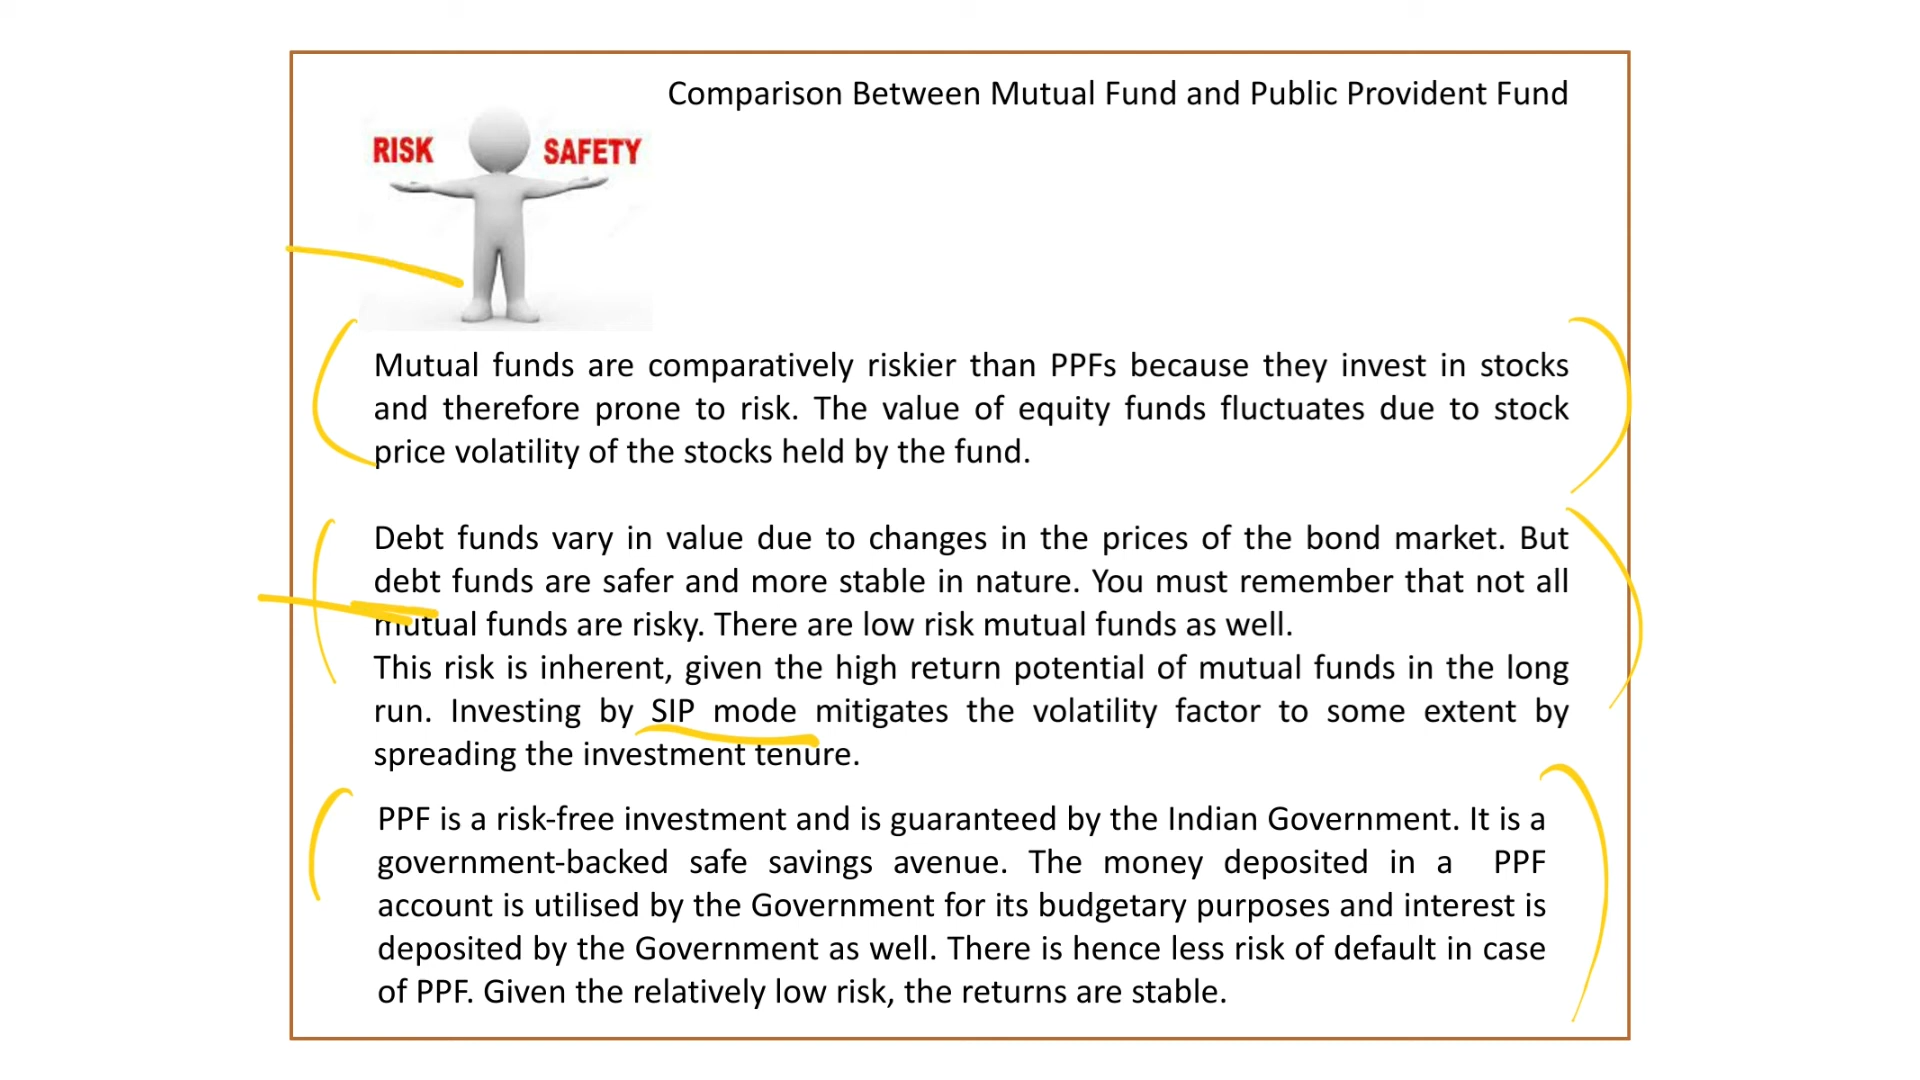 Comparison Between Mutual Fund and Public Provident Fund
RISK
SAFETY
Mutual funds are comparatively riskier than PPFs because they invest in stocks
and therefore prone to risk. The value of equity funds fluctuates due to stock
price volatility of the stocks held by the fund.
Debt funds vary in value due to changes in the prices of the bond market. But
debt funds are safer and more stable in nature. You must remember that not all
mutual funds are risky. There are low risk mutual funds as well.
This risk is inherent, given the high return potential of mutual funds in the long
run. Investing by SIP mode mitigates the volatility factor to some extent by
spreading the investment tenure.
PPF is a risk-free investment and is guaranteed by the Indian Government. It is a
government-backed safe savings avenue. The money deposited in a PPF
account is utilised by the Government for its budgetary purposes and interest is
deposited by the Government as well. There is hence less risk of default in case
of PPF. Given the relatively low risk, the returns are stable.